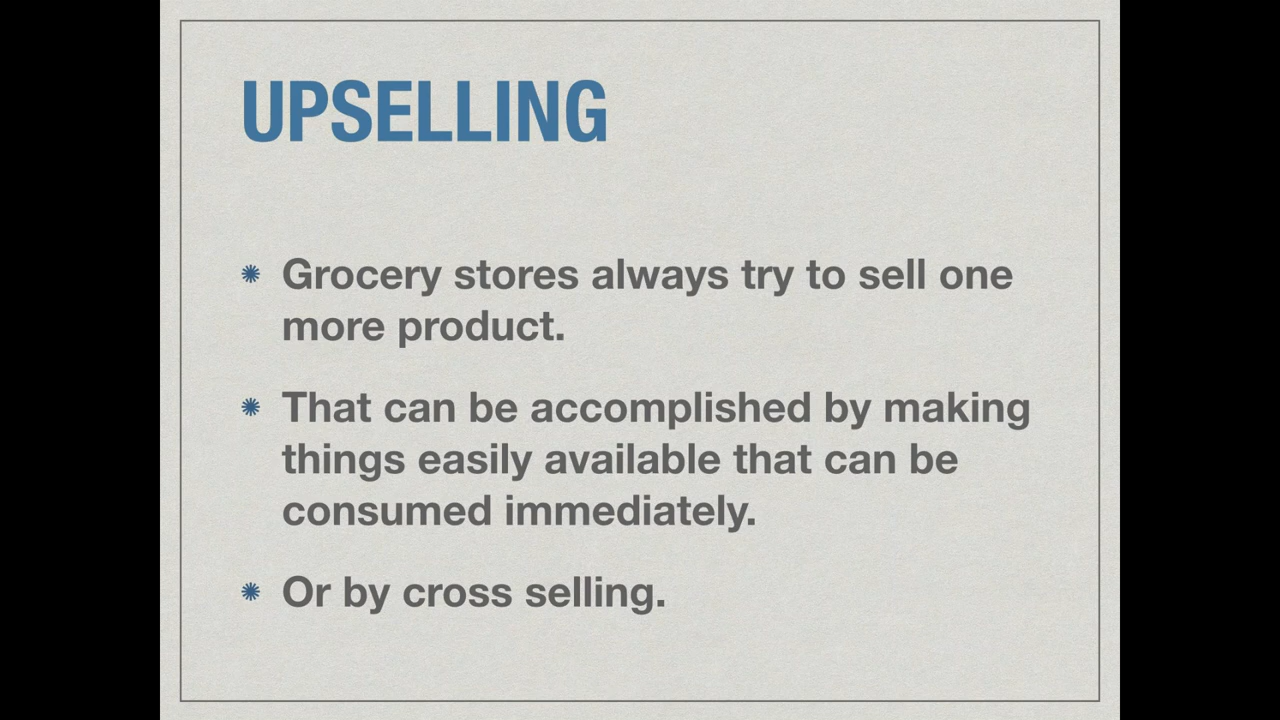 UPSELLING
Grocery stores always try to sell one
more product.
That can be accomplished by making
things easily available that can be
consumed immediately.
Or by cross selling.